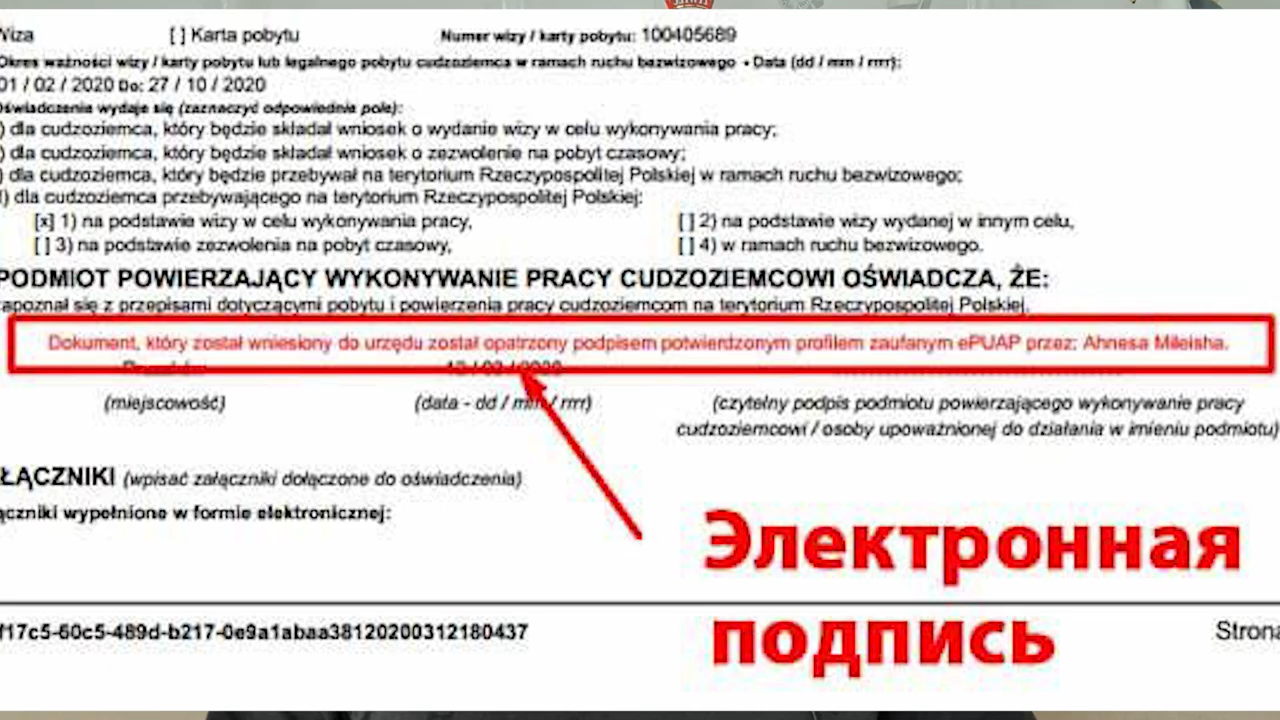 Wiza [ ] Karta pobytu Numer wizy / karty pobytu: 100405689
Okres ważności wizy / karty pobytu lub legalnego pobytu cudzoziemca w ramach ruchu bezwizowego - Data (dd / mm / rrrr):
01 / 02 / 2020 Do: 27 / 10 / 2020
Oświadczenie wydaje się (zaznaczyć odpowiednie pole):
) dla cudzoziemca, który będzie składał wniosek o wydanie wizy w celu wykonywania pracy;
) dla cudzoziemca, który będzie składał wniosek o zezwolenie na pobyt czasowy;
) dla cudzoziemca, który będzie przebywał na terytorium Rzeczypospolitej Polskiej w ramach ruchu bezwizowego;
) dla cudzoziemca przebywającego na terytorium Rzeczypospolitej Polskiej:
[x] 1) na podstawie wizy w celu wykonywania pracy, [ ] 2) na podstawie wizy wydanej w innym celu,
[ ] 3) na podstawie zezwolenia na pobyt czasowy, [ ] 4) w ramach ruchu bezwizowego.
PODMIOT POWIERZAJĄCY WYKONYWANIE PRACY CUDZOZIEMCOWI OŚWIADCZA, ŻE:
apoznał się z przepisami dotyczącymi pobytu i powierzenia pracy cudzoziemcom na terytorium Rzeczypospolitej Polskiej.
Dokument, który został wniesiony do urzędu został opatrzony podpisem potwierdzonym profilem zaufanym ePUAP przez: Ahnesa Mileisha.
(miejscowość) (data - dd / mm / rrrr) (czytelny podpis podmiotu powierzającego wykonywanie pracy
cudzoziemcowi / osoby upoważnionej do działania w imieniu podmiotu)
ŁĄCZNIKI (wpisać załączniki dołączone do oświadczenia)
ączniki wypełnione w formie elektronicznej:
Электронная
подпись
f17c5-60c5-489d-b217-0e9a1abaa38120200312180437 Strona